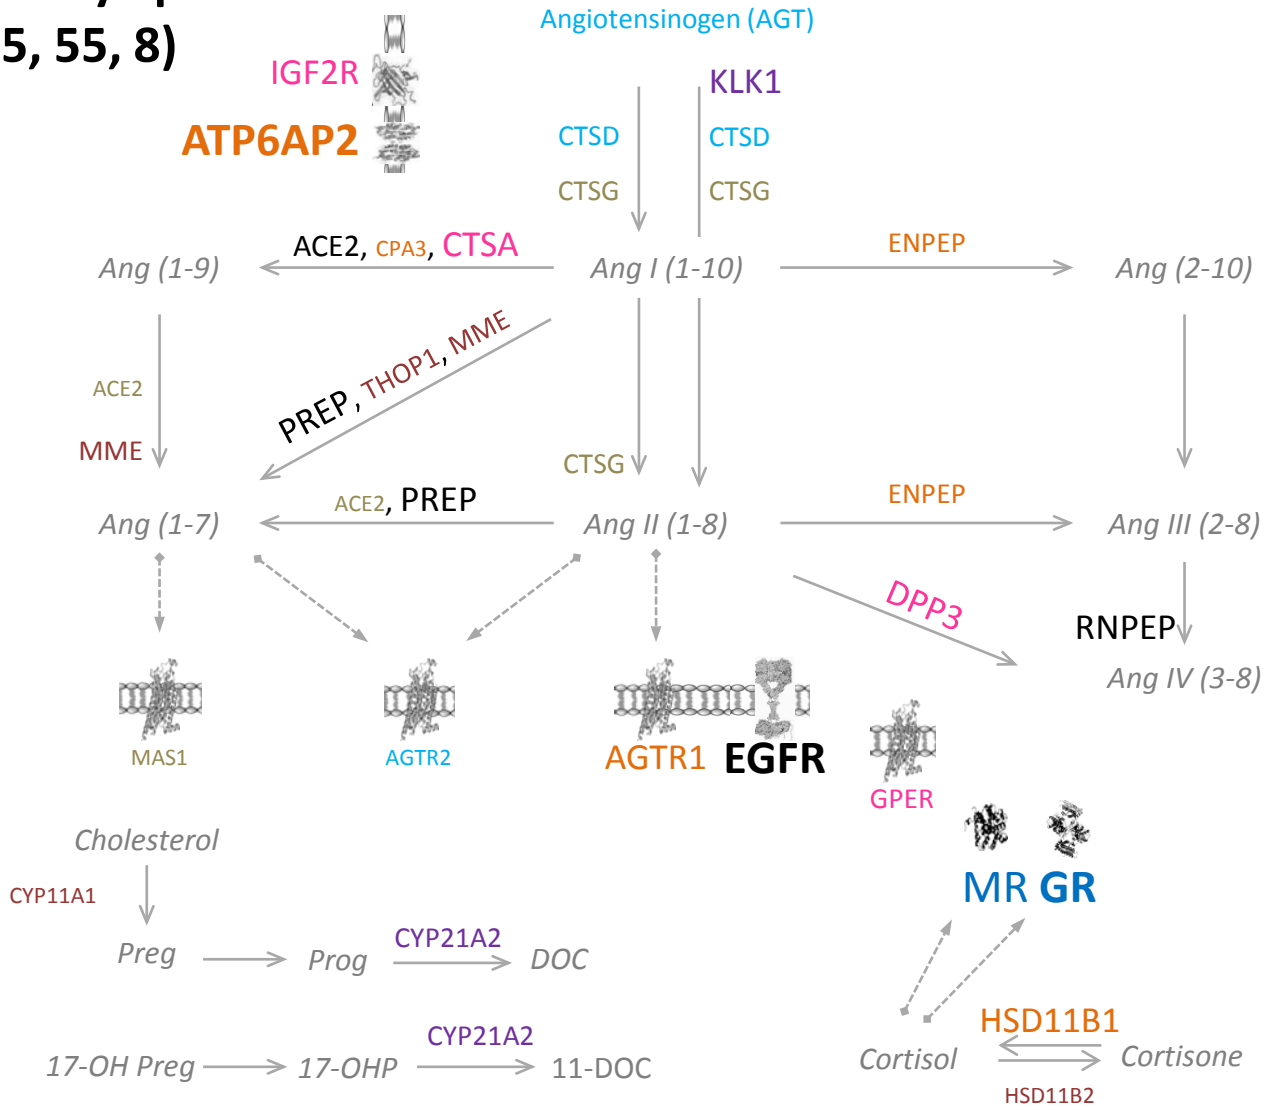 5, 55, 8)
Angiotensinogen (AGT)
IGF2R
ATP6AP2
KLK1
CTSD
CTSD
CTSG
CTSG
ACE2, CPA3, CTSA
ENPEP
Ang (1-9)
Ang I (1-10)
Ang (2-10)
PREP, THOP1, MME
ACE2
MME
CTSG
ACE2, PREP
ENPEP
Ang (1-7)
Ang II (1-8)
Ang III (2-8)
DPP3
RNPEP
Ang IV (3-8)
MAS1
AGTR2
AGTR1 EGFR
GPER
Cholesterol
CYP11A1
MR GR
Preg
Prog
CYP21A2
DOC
17-OH Preg
17-OHP
CYP21A2
11-DOC
HSD11B1
Cortisol
Cortisone
HSD11B2